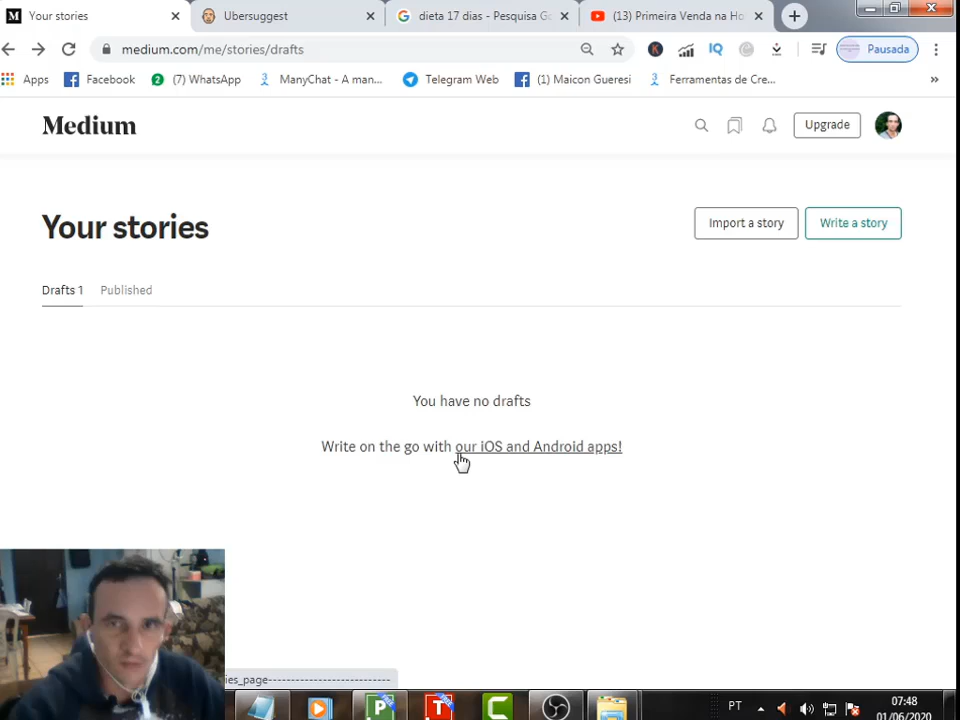 Your stories
Ubersuggest
dieta 17 dias - Pesquisa Go
(13) Primeira Venda na Ho
medium.com/me/stories/drafts
K
IQ
Pausada
Apps
Facebook
2
(7) WhatsApp
ManyChat - A man...
Telegram Web
(1) Maicon Gueresi
Ferramentas de Cre...
»
Medium
Upgrade
Your stories
Import a story
Write a story
Drafts 1
Published
You have no drafts
Write on the go with our iOS and Android apps!
ies_page---------------------------
P
T
C
PT
07:48
01/06/2020